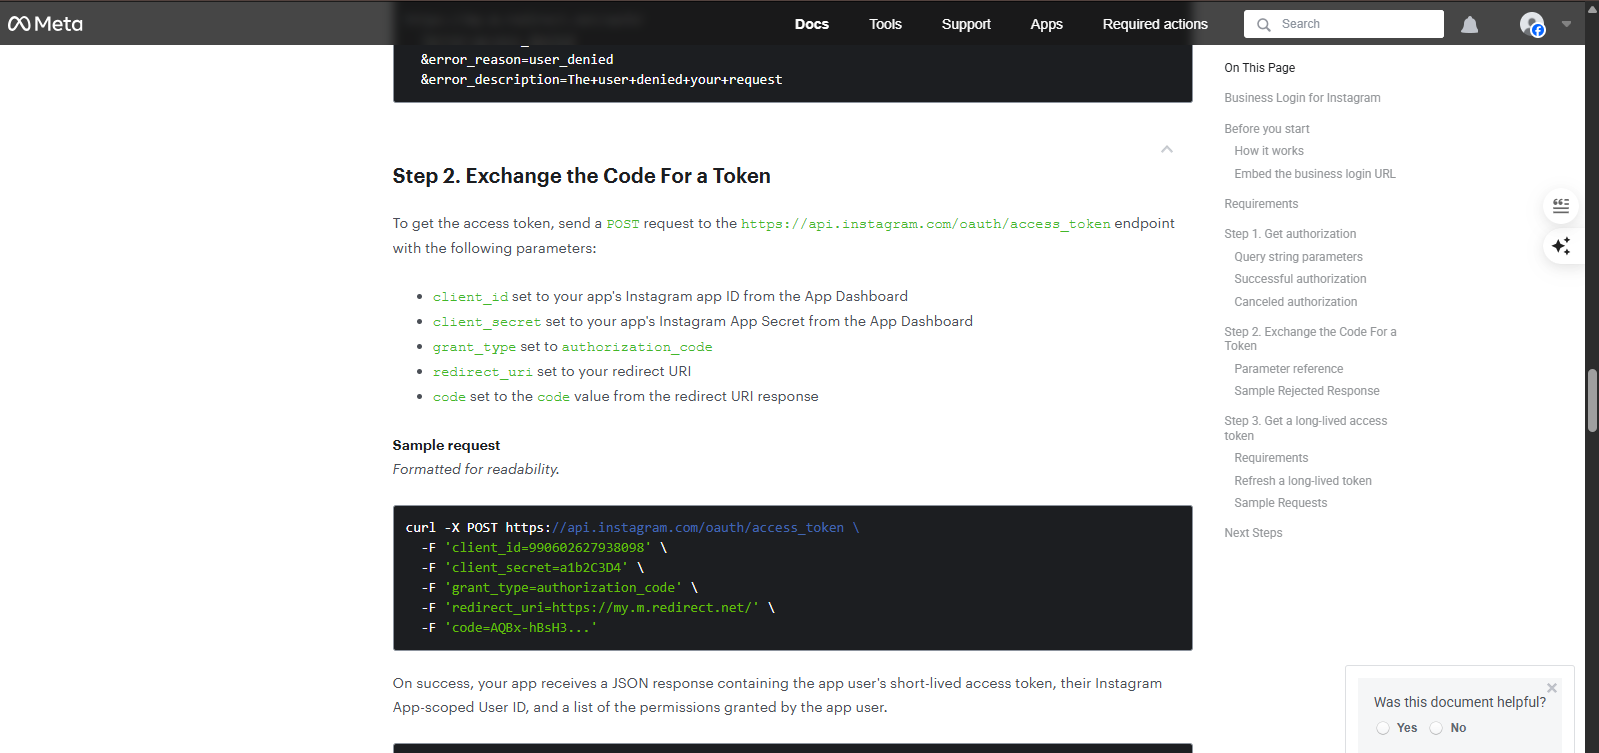 Meta
Docs
Tools
Support
Apps
Required actions
Search
&error_reason=user_denied
&error_description=The+user+denied+your+request
Step 2. Exchange the Code For a Token
To get the access token, send a POST request to the https://api.instagram.com/oauth/access_token endpoint
with the following parameters:
client_id set to your app's Instagram app ID from the App Dashboard
client_secret set to your app's Instagram App Secret from the App Dashboard
grant_type set to authorization_code
redirect_uri set to your redirect URI
code set to the code value from the redirect URI response
Sample request
Formatted for readability.
curl -X POST https://api.instagram.com/oauth/access_token \
-F 'client_id=990602627938098' \
-F 'client_secret=a1b2C3D4' \
-F 'grant_type=authorization_code' \
-F 'redirect_uri=https://my.m.redirect.net/' \
-F 'code=AQBx-hBsH3...'
On success, your app receives a JSON response containing the app user's short-lived access token, their Instagram
App-scoped User ID, and a list of the permissions granted by the app user.
On This Page
Business Login for Instagram
Before you start
How it works
Embed the business login URL
Requirements
Step 1. Get authorization
Query string parameters
Successful authorization
Canceled authorization
Step 2. Exchange the Code For a
Token
Parameter reference
Sample Rejected Response
Step 3. Get a long-lived access
token
Requirements
Refresh a long-lived token
Sample Requests
Next Steps
Was this document helpful?
Yes
No